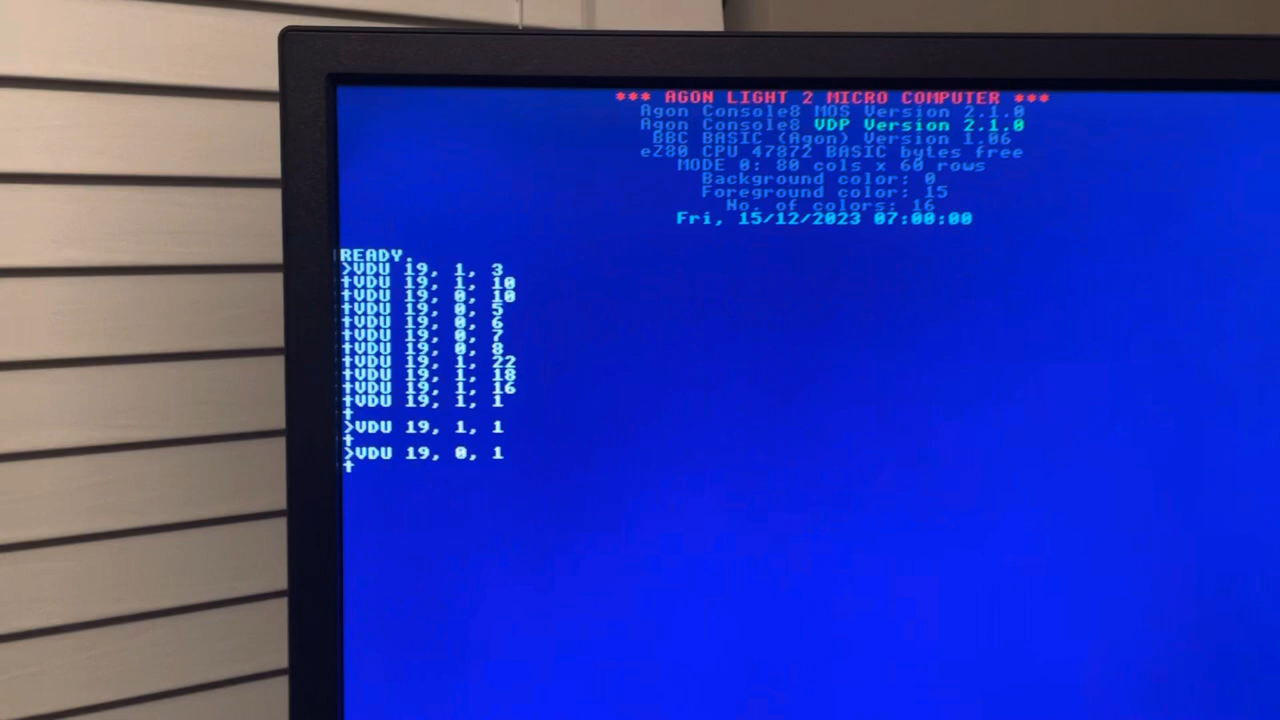 *** AGON LIGHT 2 MICRO COMPUTER ***
Agon Console8 MOS Version 2.1.0
Agon Console8 VDP Version 2.1.0
BBC BASIC (Agon) Version 1.06
eZ80 CPU 47872 BASIC bytes free
MODE 0: 80 cols x 60 rows
Background color: 0
Foreground color: 15
No. of colors: 16
Fri, 15/12/2023 07:00:00
READY.
>VDU 19, 1, 3
†VDU 19, 1, 10
†VDU 19, 0, 10
†VDU 19, 0, 5
†VDU 19, 0, 6
†VDU 19, 0, 7
†VDU 19, 0, 8
†VDU 19, 1, 22
†VDU 19, 1, 18
†VDU 19, 1, 16
†VDU 19, 1, 1
†
>VDU 19, 1, 1
†
>VDU 19, 0, 1
†